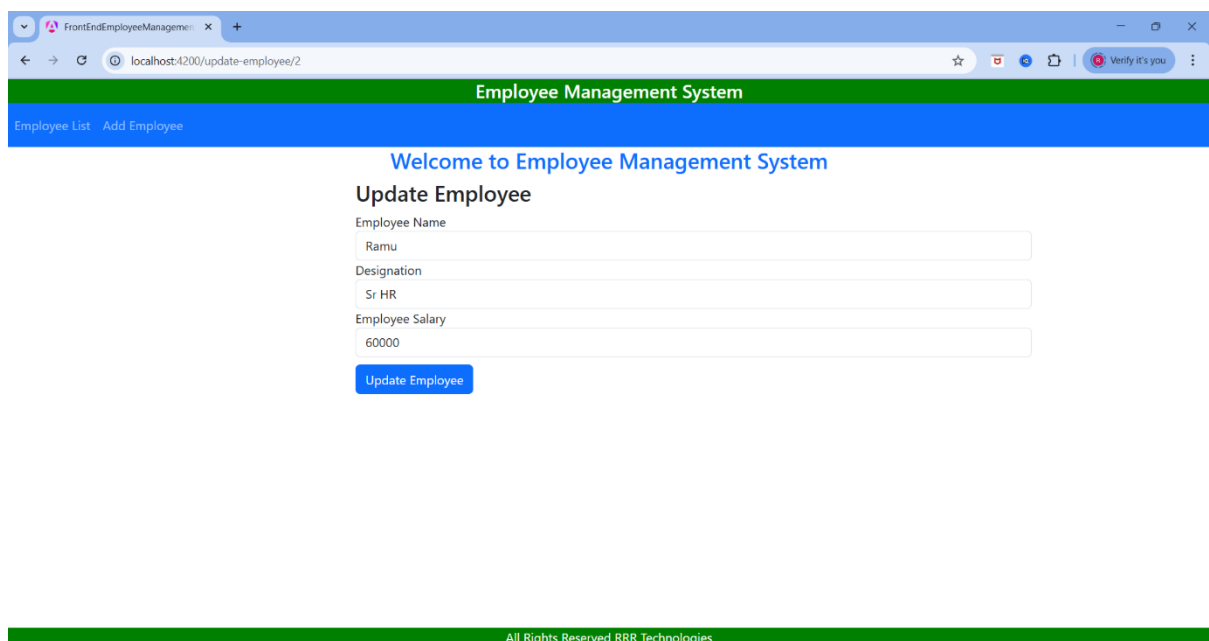 FrontEndEmployeeManagemen
localhost:4200/update-employee/2
Verify it's you
Employee Management System
Employee List Add Employee
Welcome to Employee Management System
Update Employee
Employee Name
Ramu
Designation
Sr HR
Employee Salary
60000
Update Employee
All Rights Reserved RRR Technologies